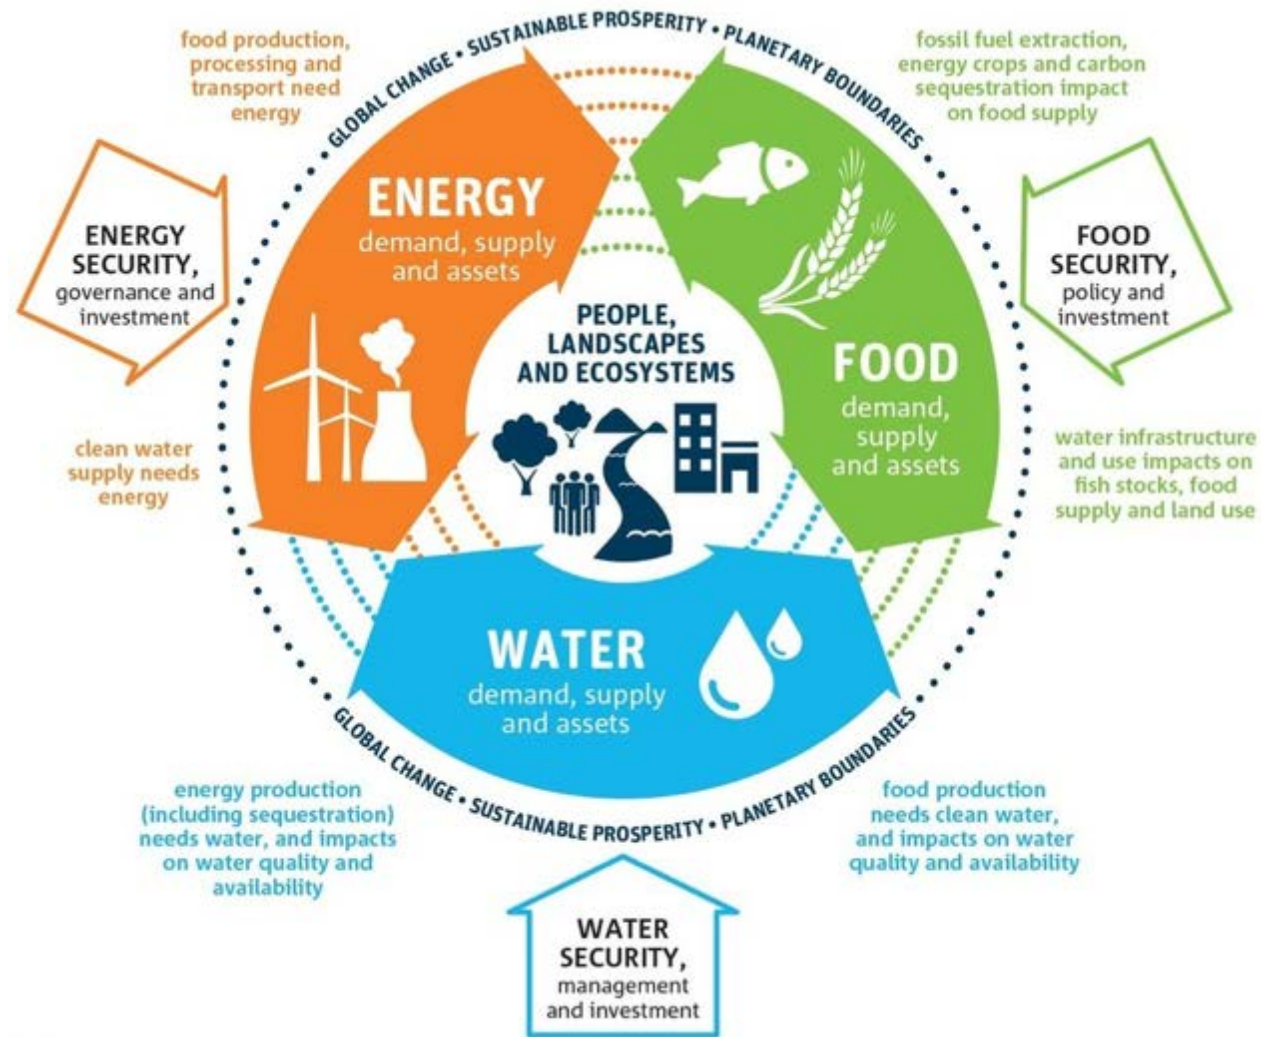 GLOBAL CHANGE • SUSTAINABLE PROSPERITY • PLANETARY BOUNDARIES
food production,
processing and
transport need
energy
fossil fuel extraction,
energy crops and carbon
sequestration impact
on food supply
ENERGY
SECURITY,
governance and
investment
ENERGY
demand, supply
and assets
PEOPLE,
LANDSCAPES
AND ECOSYSTEMS
FOOD
demand,
supply
and assets
FOOD
SECURITY,
policy and
investment
clean water
supply needs
energy
water infrastructure
and use impacts on
fish stocks, food
supply and land use
WATER
demand, supply
and assets
GLOBAL CHANGE • SUSTAINABLE PROSPERITY • PLANETARY BOUNDARIES
energy production
(including sequestration)
needs water, and impacts
on water quality and
availability
food production
needs clean water,
and impacts on water
quality and availability
WATER
SECURITY,
management
and investment